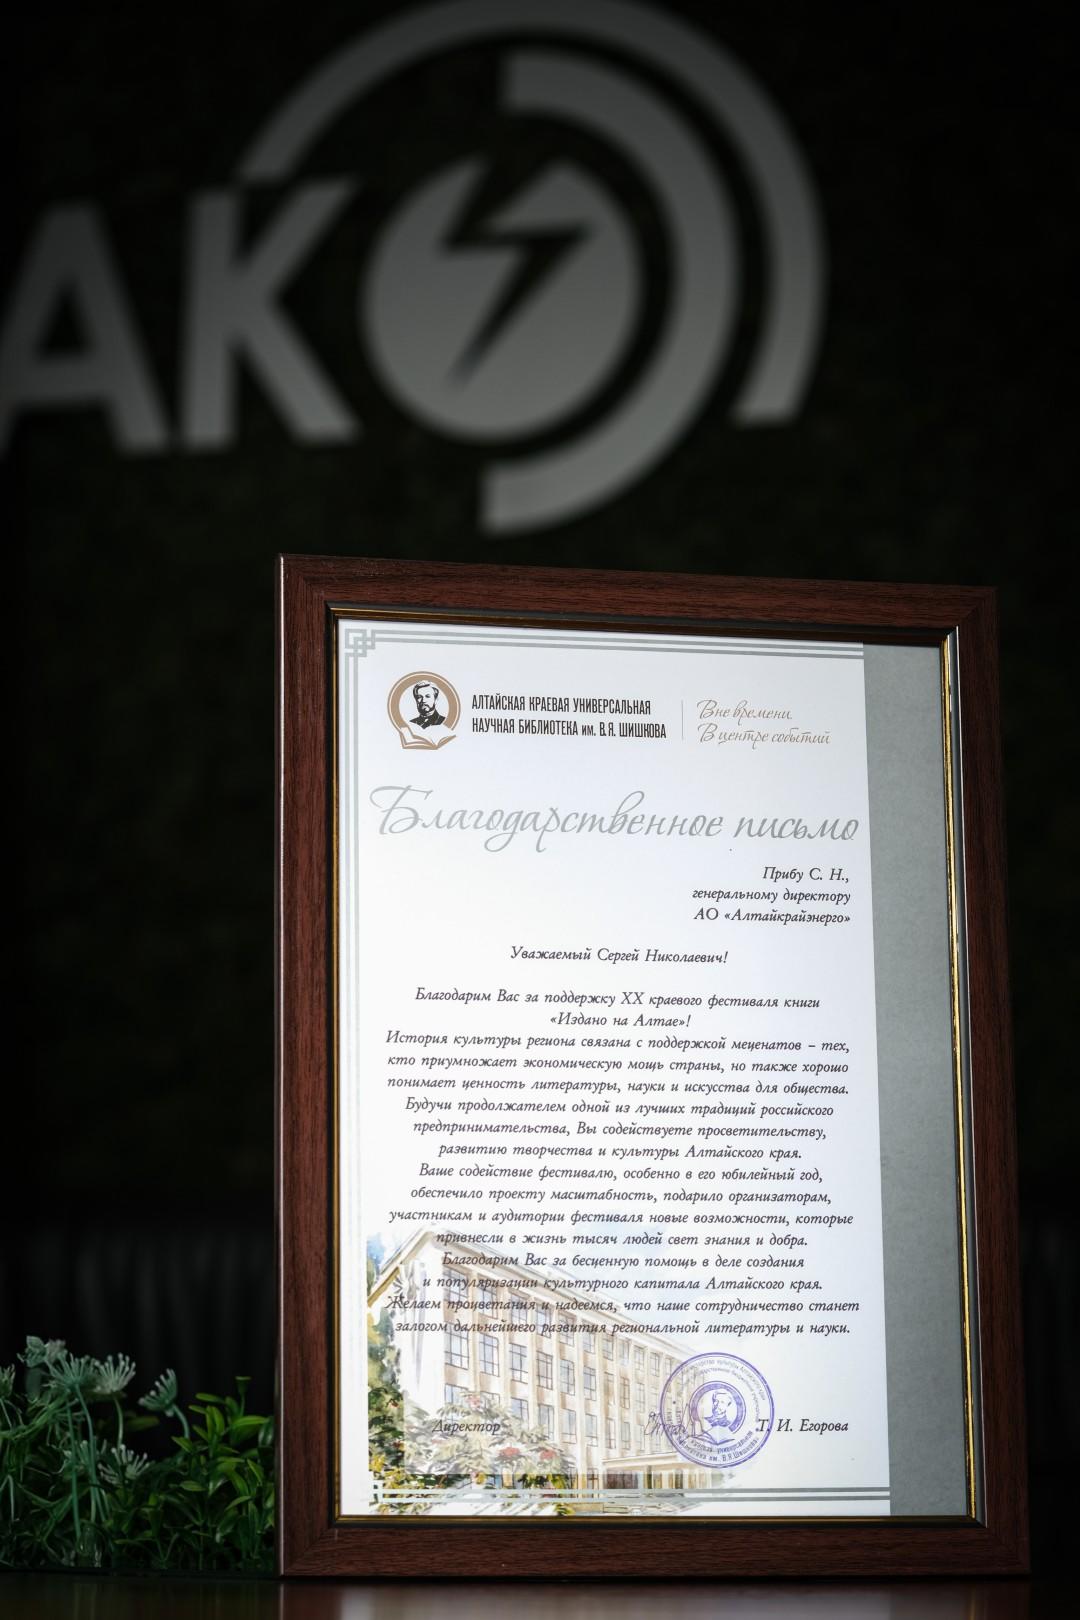 АК
АЛТАЙСКАЯ КРАЕВАЯ УНИВЕРСАЛЬНАЯ
НАУЧНАЯ БИБЛИОТЕКА им. В.Я. ШИШКОВА
Вне времени.
В центре событий
Благодарственное письмо
Прибу С. Н.,
генеральному директору
АО «Алтайкрайэнерго»
Уважаемый Сергей Николаевич!
Благодарим Вас за поддержку XX краевого фестиваля книги
«Издано на Алтае»!
История культуры региона связана с поддержкой меценатов – тех,
кто приумножает экономическую мощь страны, но также хорошо
понимает ценность литературы, науки и искусства для общества.
Будучи продолжателем одной из лучших традиций российского
предпринимательства, Вы содействуете просветительству,
развитию творчества и культуры Алтайского края.
Ваше содействие фестивалю, особенно в его юбилейный год,
обеспечило проекту масштабность, подарило организаторам,
участникам и аудитории фестиваля новые возможности, которые
привнесли в жизнь тысяч людей свет знания и добра.
Благодарим Вас за бесценную помощь в деле создания
и популяризации культурного капитала Алтайского края.
Желаем процветания и надеемся, что наше сотрудничество станет
залогом дальнейшего развития региональной литературы и науки.
Директор
Т. И. Егорова